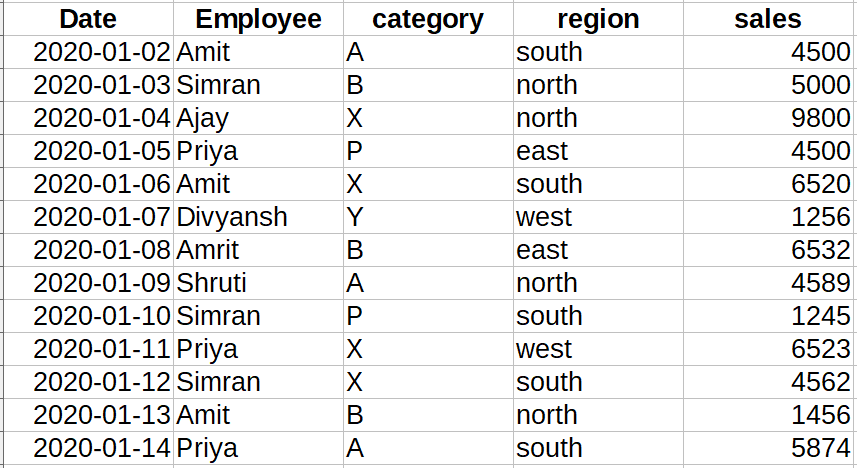 Date Employee category region sales
2020-01-02 Amit A south 4500
2020-01-03 Simran B north 5000
2020-01-04 Ajay X north 9800
2020-01-05 Priya P east 4500
2020-01-06 Amit X south 6520
2020-01-07 Divyansh Y west 1256
2020-01-08 Amrit B east 6532
2020-01-09 Shruti A north 4589
2020-01-10 Simran P south 1245
2020-01-11 Priya X west 6523
2020-01-12 Simran X south 4562
2020-01-13 Amit B north 1456
2020-01-14 Priya A south 5874